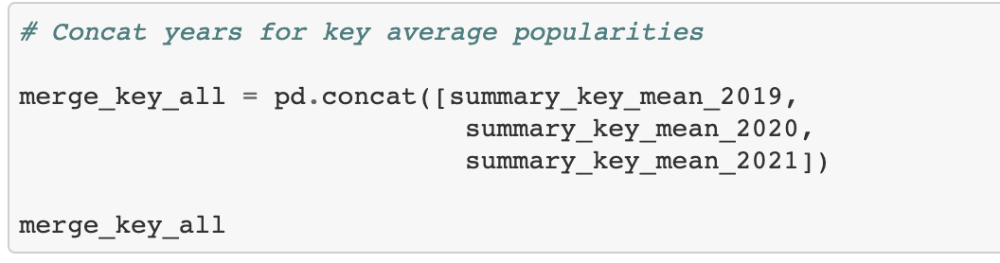 # Concat years for key average popularities
merge_key_all = pd.concat([summary_key_mean_2019,
summary_key_mean_2020,
summary_key_mean_2021])
merge_key_all